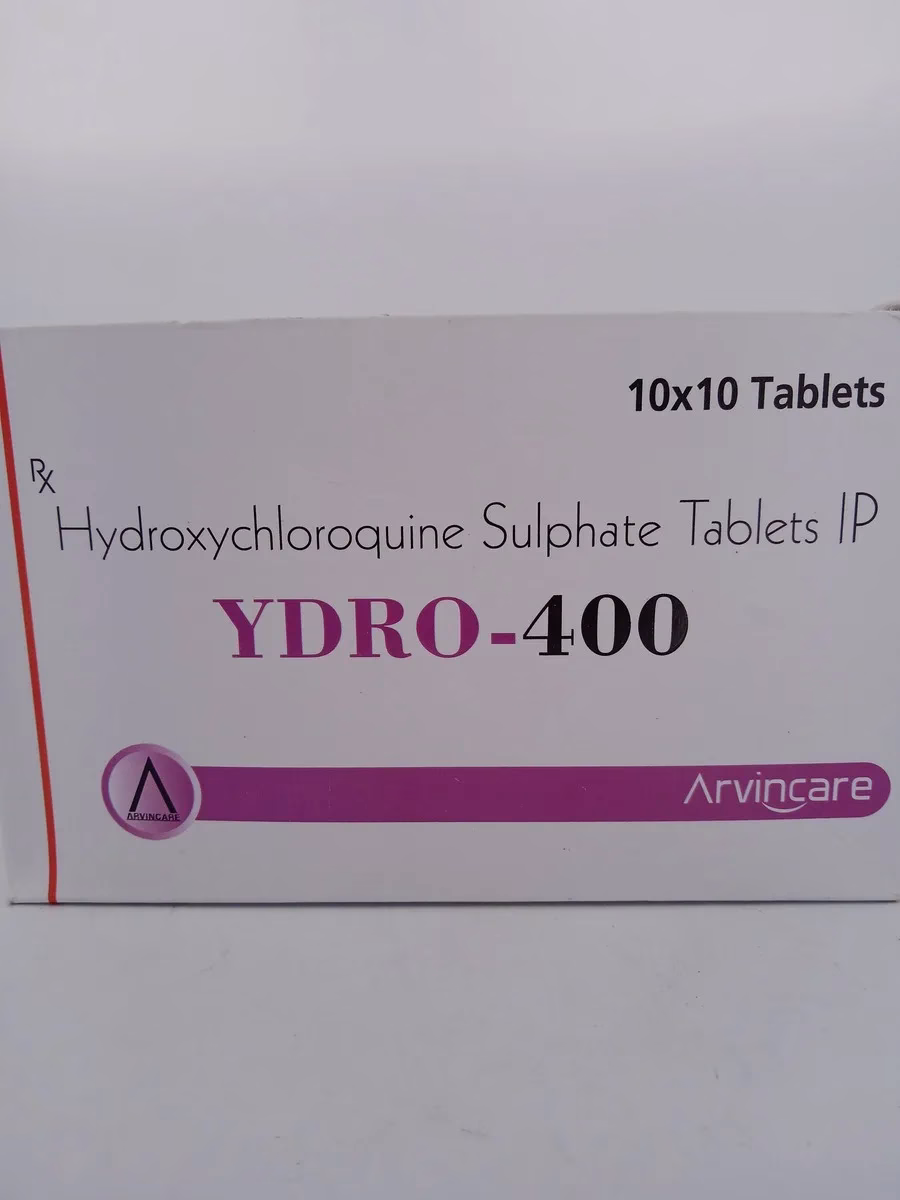 10x10 Tablets
Rx
Hydroxychloroquine Sulphate Tablets IP
YDRO-400
ARVINCARE
Arvincare